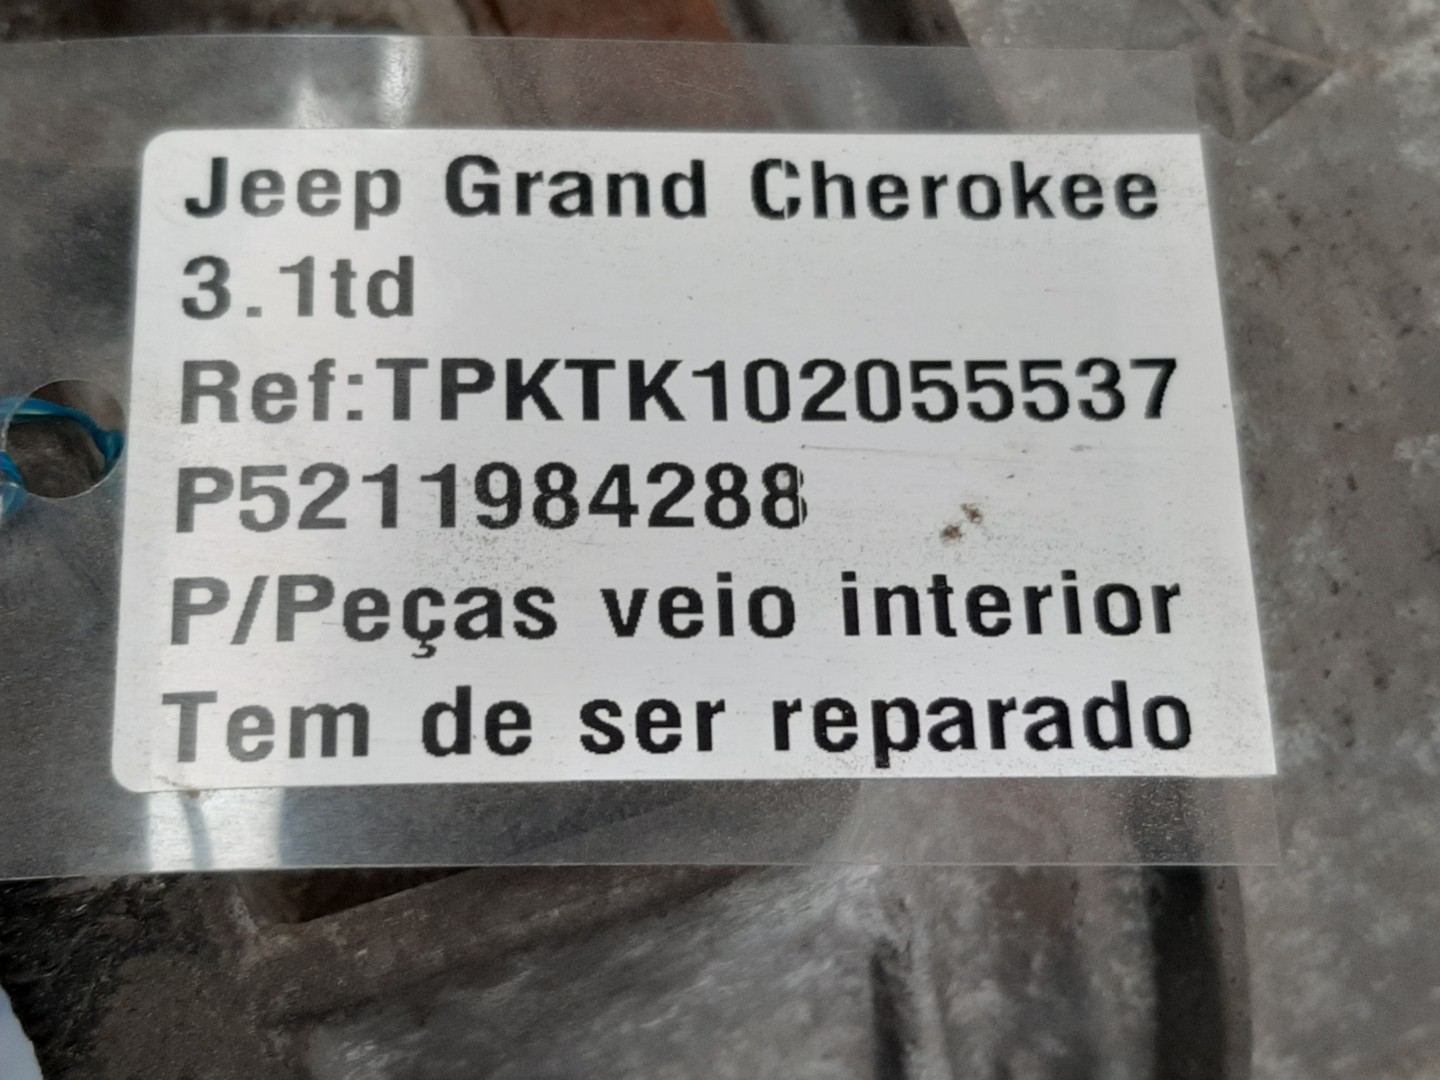 Jeep Grand Cherokee
3.1td
Ref:TPKTK102055537
P5211984288
P/Peças veio interior
Tem de ser reparado